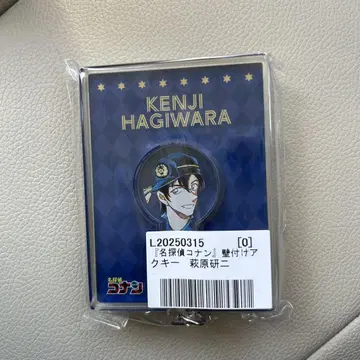 KENJI
HAGIWARA
名探偵
コナン
L20250315 [0]
『名探偵コナン』壁付けア
クキー 萩原研二